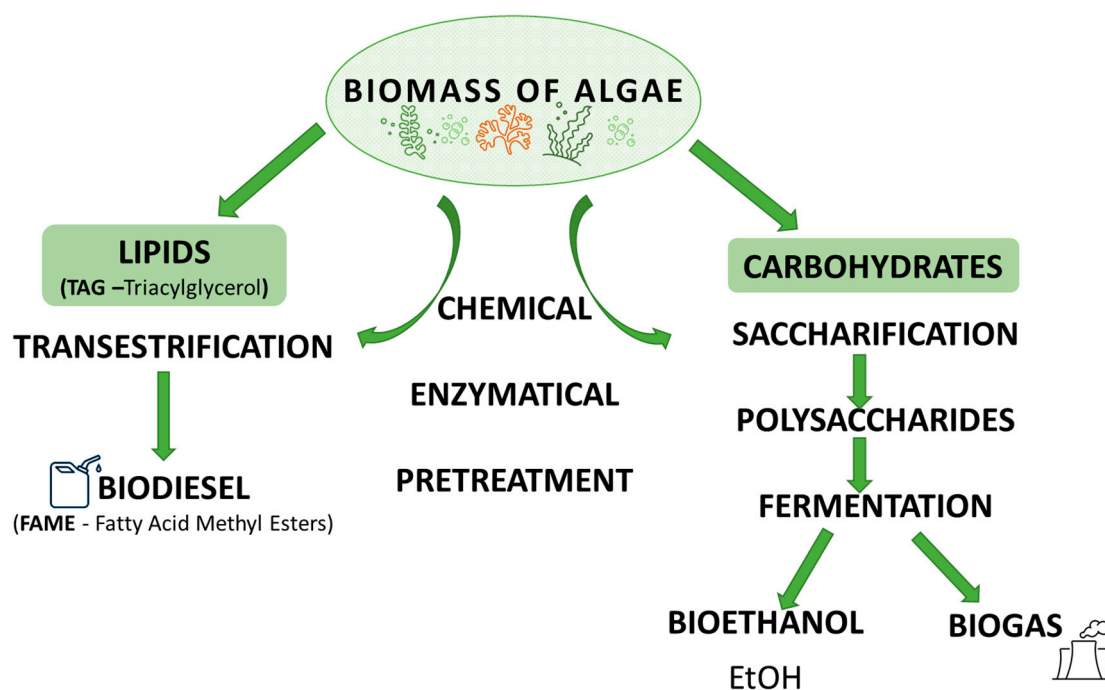 BIOMASS OF ALGAE
LIPIDS
(TAG –Triacylglycerol)
TRANSESTRIFICATION
BIODIESEL
(FAME - Fatty Acid Methyl Esters)
CHEMICAL
ENZYMATICAL
PRETREATMENT
CARBOHYDRATES
SACCHARIFICATION
POLYSACCHARIDES
FERMENTATION
BIOETHANOL
EtOH
BIOGAS